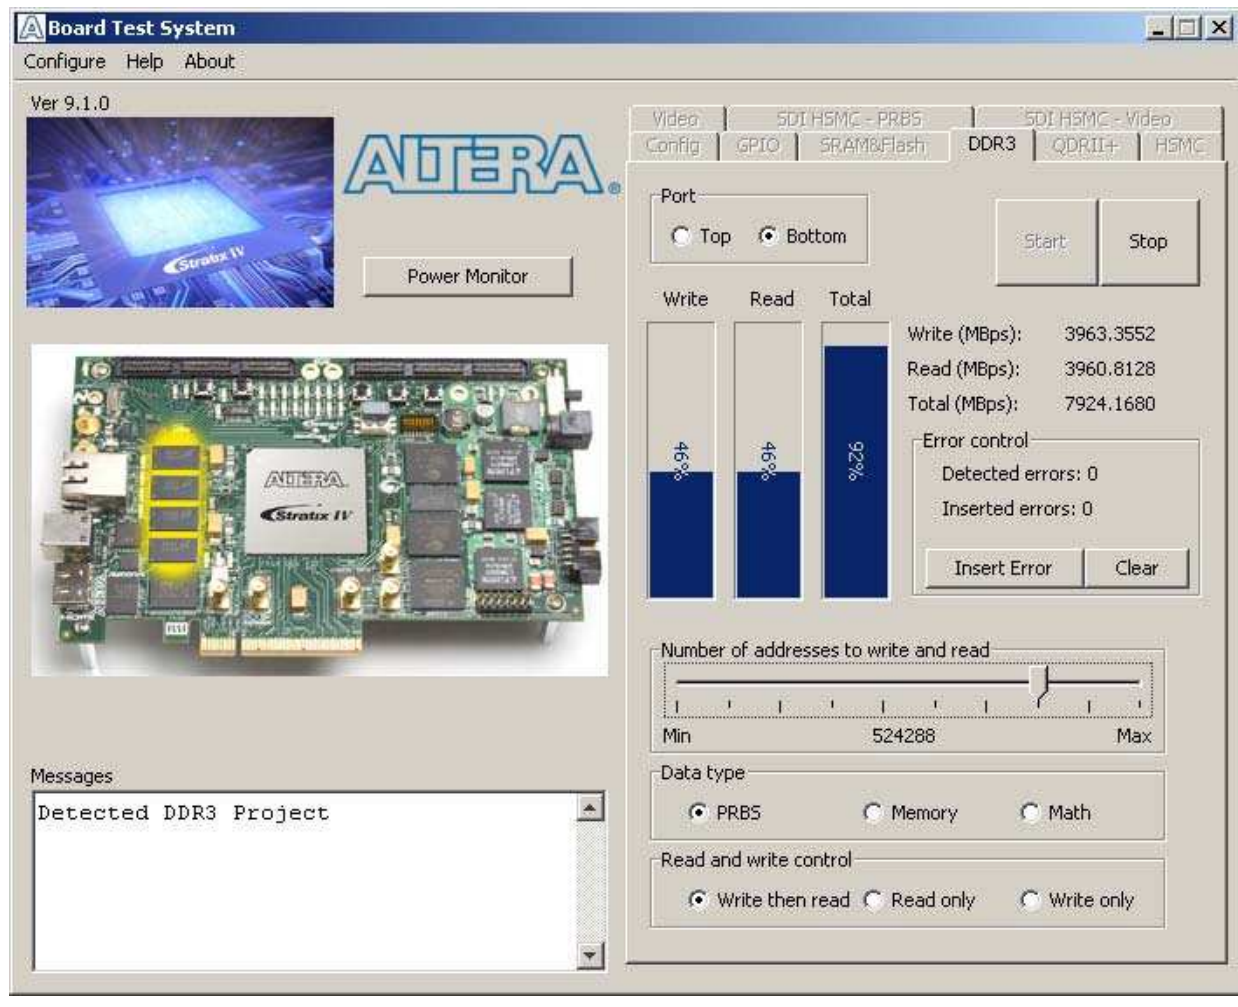 Board Test System
Configure Help About
Ver 9.1.0
Stratix IV
ALTERA®
Power Monitor
ALTERA
Stratix IV
Messages
Detected DDR3 Project
Video SDI HSMC - PRBS SDI HSMC - Video
Config GPIO SRAM&Flash DDR3 QDRII+ HSMC
Port
Top Bottom
Start Stop
Write Read Total
46% 46% 92%
Write (MBps): 3963.3552
Read (MBps): 3960.8128
Total (MBps): 7924.1680
Error control
Detected errors: 0
Inserted errors: 0
Insert Error Clear
Number of addresses to write and read
Min 524288 Max
Data type
PRBS Memory Math
Read and write control
Write then read Read only Write only